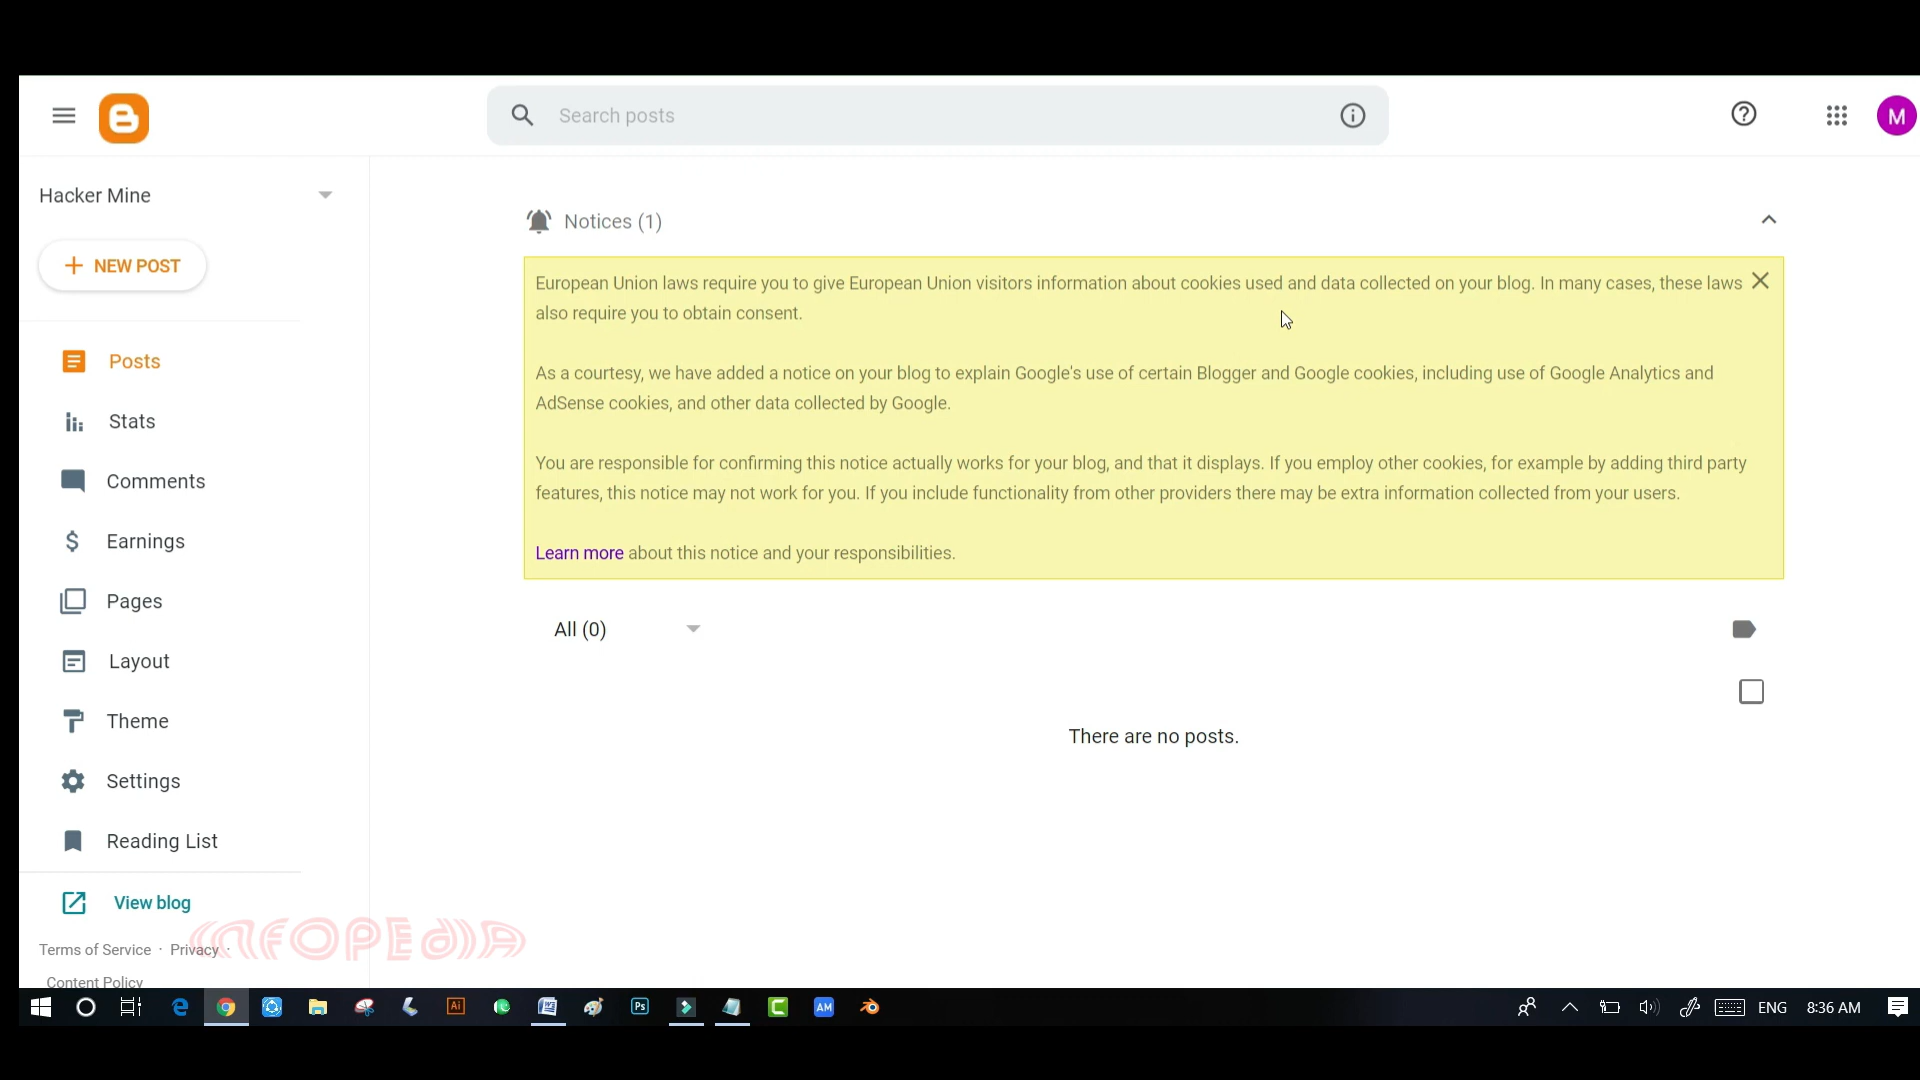 Search posts
M
Hacker Mine
NEW POST
Posts
Stats
Comments
Earnings
Pages
Layout
Theme
Settings
Reading List
View blog
Terms of Service · Privacy ·
Content Policy
Notices (1)
European Union laws require you to give European Union visitors information about cookies used and data collected on your blog. In many cases, these laws
also require you to obtain consent.
As a courtesy, we have added a notice on your blog to explain Google's use of certain Blogger and Google cookies, including use of Google Analytics and
AdSense cookies, and other data collected by Google.
You are responsible for confirming this notice actually works for your blog, and that it displays. If you employ other cookies, for example by adding third party
features, this notice may not work for you. If you include functionality from other providers there may be extra information collected from your users.
Learn more about this notice and your responsibilities.
All (0)
There are no posts.
INFOPEDIA
Ai
Ps
AM
ENG
8:36 AM